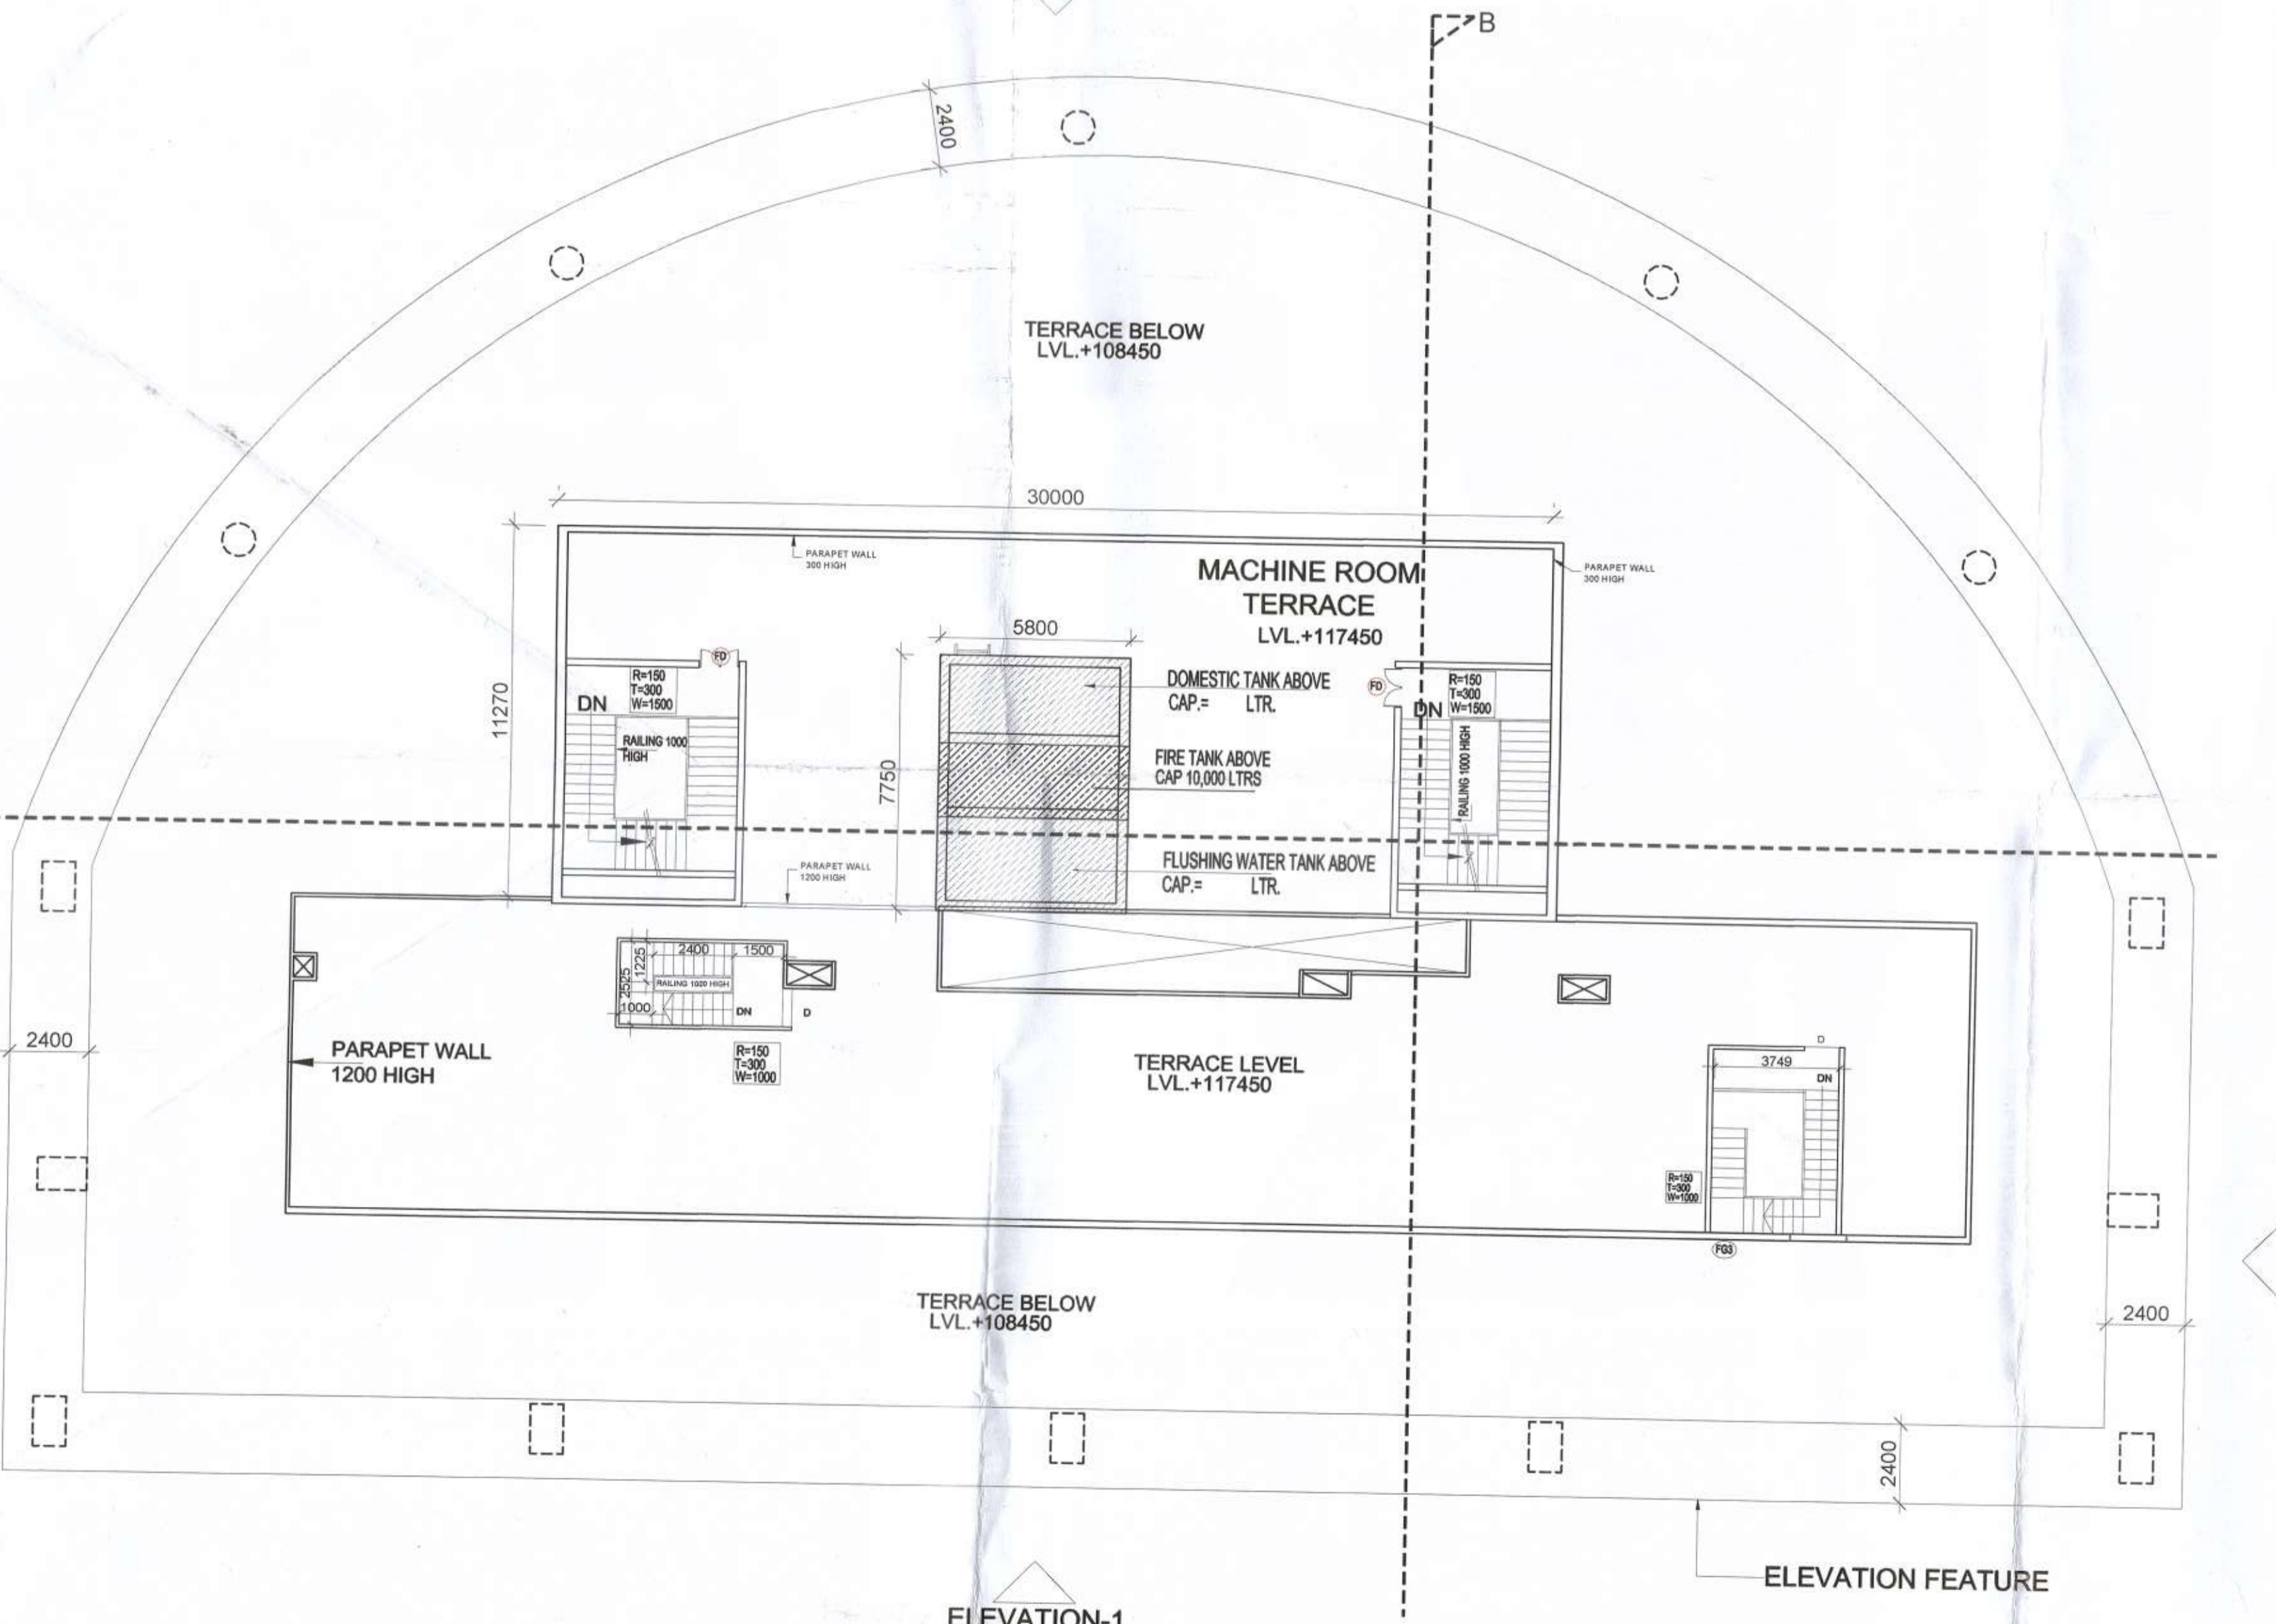 B
2400
TERRACE BELOW
LVL.+108450
30000
PARAPET WALL
300 HIGH
MACHINE ROOM
TERRACE
LVL.+117450
PARAPET WALL
300 HIGH
5800
11270
FD
R=150
T=300
W=1500
DN
RAILING 1000
HIGH
7750
DOMESTIC TANK ABOVE
CAP.= LTR.
FIRE TANK ABOVE
CAP 10,000 LTRS
FLUSHING WATER TANK ABOVE
CAP.= LTR.
FD
R=150
T=300
W=1500
DN
RAILING 1000 HIGH
PARAPET WALL
1200 HIGH
2400
1500
1225
2525
RAILING 1000 HIGH
1000
DN
D
R=150
T=300
W=1000
2400
PARAPET WALL
1200 HIGH
TERRACE LEVEL
LVL.+117450
D
3749
DN
R=150
T=300
W=1000
FG3
TERRACE BELOW
LVL.+108450
2400
2400
ELEVATION FEATURE
ELEVATION-1